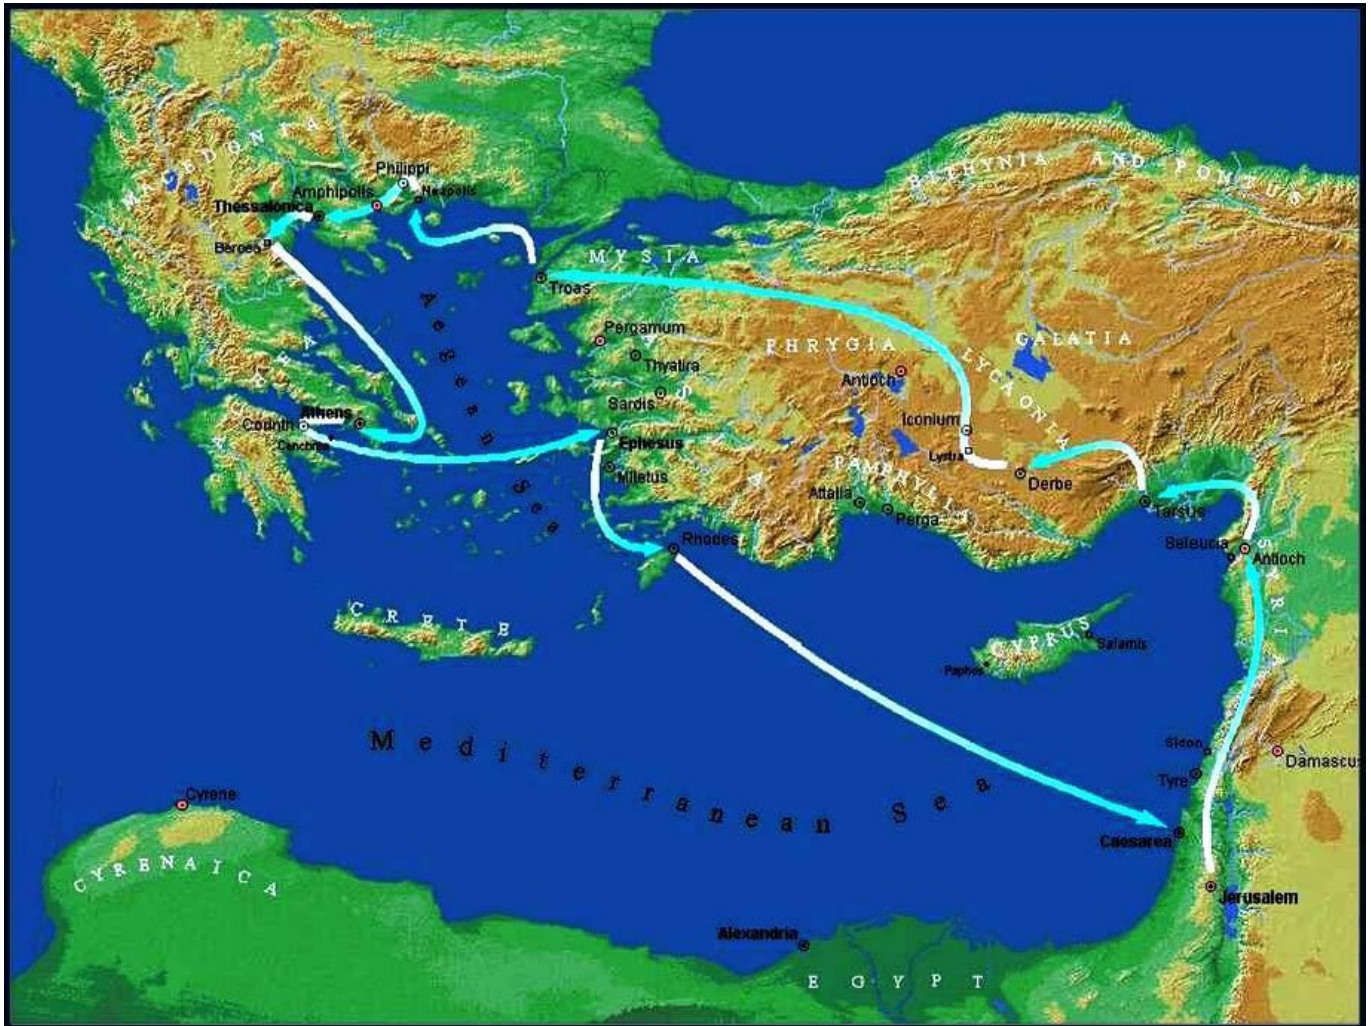 MACEDONIA
BITHYNIA AND PONTUS
Philippi
Neapolis
Amphipolis
Thessalonica
Beroea
MYSIA
Troas
Aegean Sea
Pergamum
Thyatira
Sardis
ASIA
PHRYGIA
GALATIA
LYCAONIA
Antioch
Iconium
Lystra
Derbe
ACHAIA
Athens
Corinth
Cenchrea
Ephesus
Miletus
PAMPHYLIA
Attalia
Perga
Tarsus
Rhodes
Seleucia
Antioch
SYRIA
CRETE
CYPRUS
Salamis
Paphos
Mediterranean Sea
Sidon
Damascus
Tyre
Cyrene
CYRENAICA
Caesarea
Jerusalem
Alexandria
EGYPT